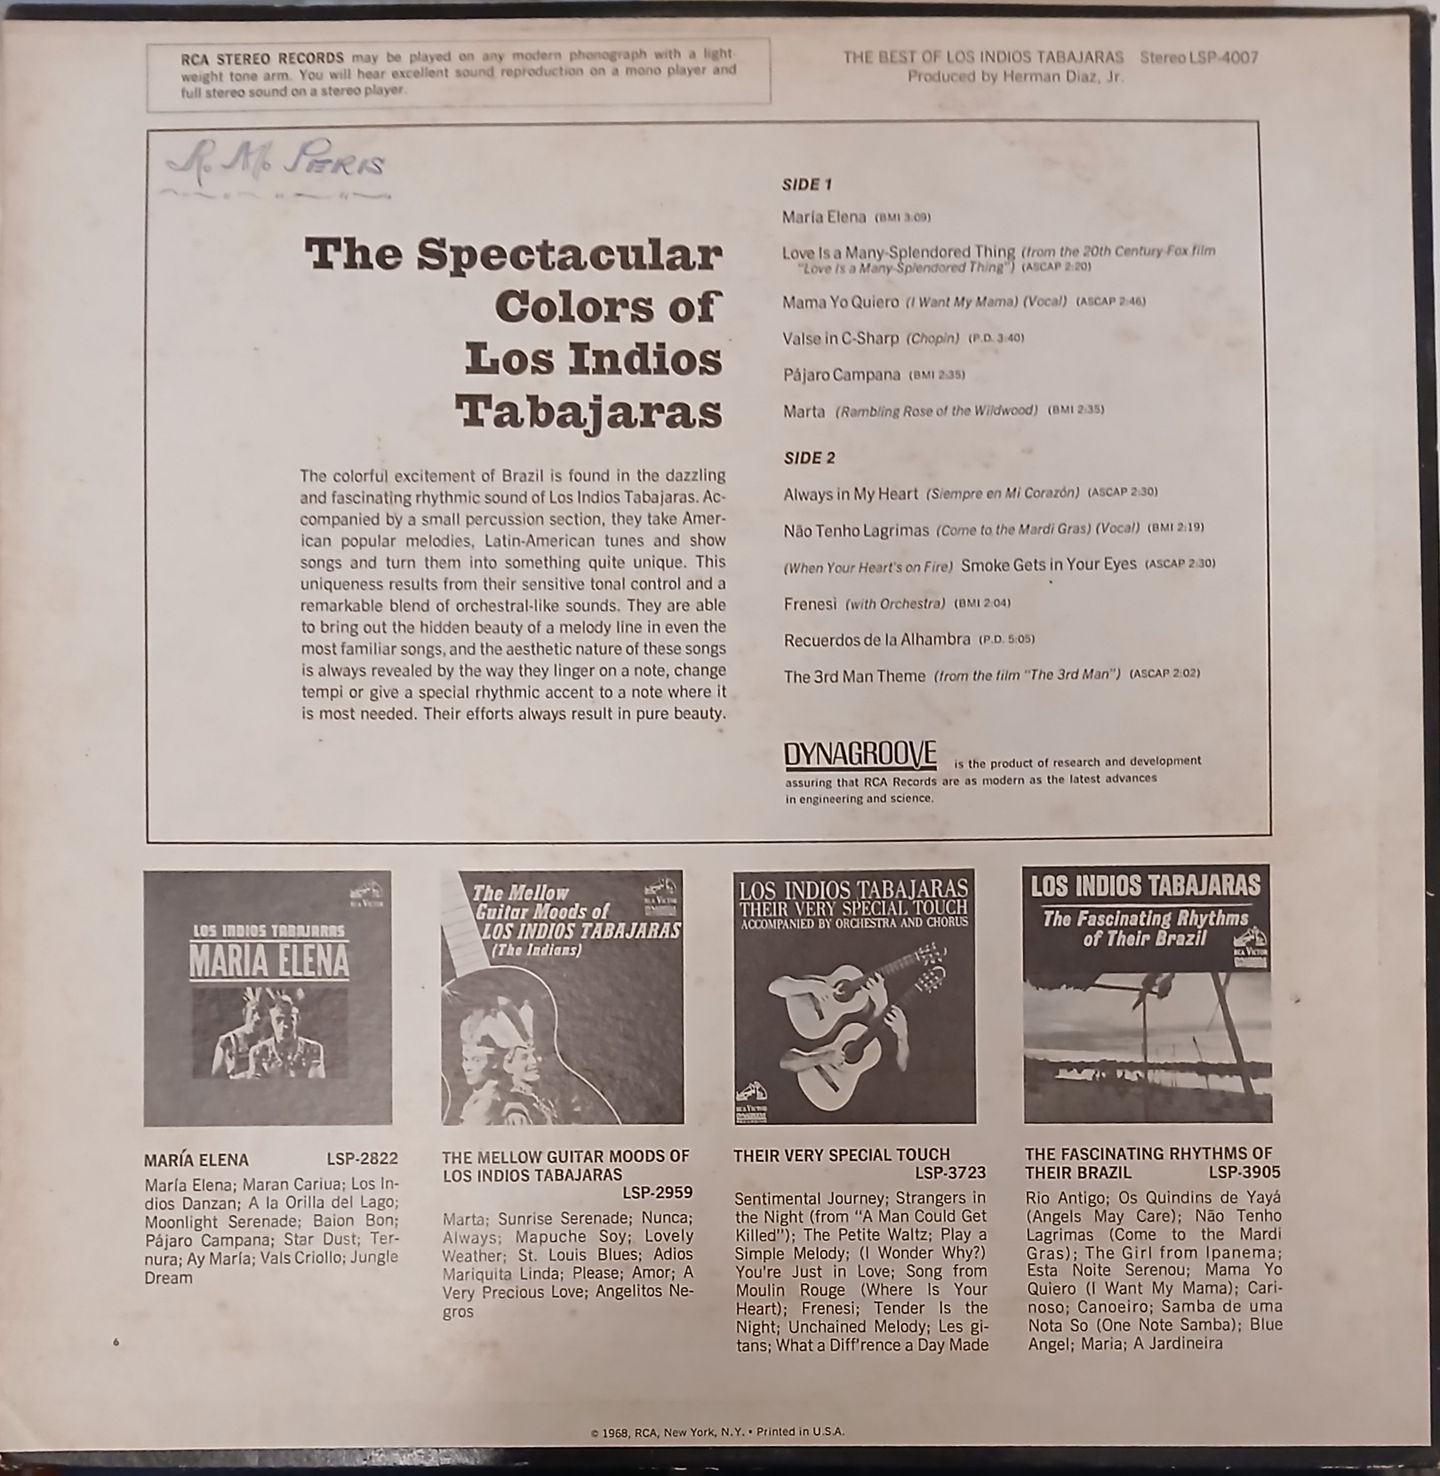 RCA STEREO RECORDS may be played on any modern phonograph with a light-
weight tone arm. You will hear excellent sound reproduction on a mono player and
full stereo sound on a stereo player.
THE BEST OF LOS INDIOS TABAJARAS Stereo LSP-4007
Produced by Herman Diaz, Jr.
R. M. PERIS
The Spectacular
Colors of
Los Indios
Tabajaras
The colorful excitement of Brazil is found in the dazzling
and fascinating rhythmic sound of Los Indios Tabajaras. Ac-
companied by a small percussion section, they take Amer-
ican popular melodies, Latin-American tunes and show
songs and turn them into something quite unique. This
uniqueness results from their sensitive tonal control and a
remarkable blend of orchestral-like sounds. They are able
to bring out the hidden beauty of a melody line in even the
most familiar songs, and the aesthetic nature of these songs
is always revealed by the way they linger on a note, change
tempi or give a special rhythmic accent to a note where it
is most needed. Their efforts always result in pure beauty.
SIDE 1
María Elena (BMI 3:09)
Love Is a Many-Splendored Thing (from the 20th Century-Fox film
"Love Is a Many-Splendored Thing") (ASCAP 2:20)
Mama Yo Quiero (I Want My Mama) (Vocal) (ASCAP 2:46)
Valse in C-Sharp (Chopin) (P.D. 3:40)
Pájaro Campana (BMI 2:35)
Marta (Rambling Rose of the Wildwood) (BMI 2:35)
SIDE 2
Always in My Heart (Siempre en Mi Corazón) (ASCAP 2:30)
Não Tenho Lagrimas (Come to the Mardi Gras) (Vocal) (BMI 2:19)
(When Your Heart's on Fire) Smoke Gets in Your Eyes (ASCAP 2:30)
Frenesì (with Orchestra) (BMI 2:04)
Recuerdos de la Alhambra (P.D. 5:05)
The 3rd Man Theme (from the film "The 3rd Man") (ASCAP 2:02)
DYNAGROOVE is the product of research and development
assuring that RCA Records are as modern as the latest advances
in engineering and science.
RCA VICTOR
LOS INDIOS TABAJARAS
MARIA ELENA
The Mellow
Guitar Moods of
LOS INDIOS TABAJARAS
(The Indians)
RCA VICTOR
LOS INDIOS TABAJARAS
THEIR VERY SPECIAL TOUCH
ACCOMPANIED BY ORCHESTRA AND CHORUS
RCA VICTOR
LOS INDIOS TABAJARAS
The Fascinating Rhythms
of Their Brazil
RCA VICTOR
MARÍA ELENA LSP-2822
María Elena; Maran Cariua; Los In-
dios Danzan; A la Orilla del Lago;
Moonlight Serenade; Baion Bon;
Pájaro Campana; Star Dust; Ter-
nura; Ay María; Vals Criollo; Jungle
Dream
THE MELLOW GUITAR MOODS OF
LOS INDIOS TABAJARAS
LSP-2959
Marta; Sunrise Serenade; Nunca;
Always; Mapuche Soy; Lovely
Weather; St. Louis Blues; Adios
Mariquita Linda; Please; Amor; A
Very Precious Love; Angelitos Ne-
gros
THEIR VERY SPECIAL TOUCH
LSP-3723
Sentimental Journey; Strangers in
the Night (from "A Man Could Get
Killed"); The Petite Waltz; Play a
Simple Melody; (I Wonder Why?)
You're Just in Love; Song from
Moulin Rouge (Where Is Your
Heart); Frenesi; Tender Is the
Night; Unchained Melody; Les gi-
tans; What a Diff'rence a Day Made
THE FASCINATING RHYTHMS OF
THEIR BRAZIL LSP-3905
Rio Antigo; Os Quindins de Yayá
(Angels May Care); Não Tenho
Lagrimas (Come to the Mardi
Gras); The Girl from Ipanema;
Esta Noite Serenou; Mama Yo
Quiero (I Want My Mama); Cari-
noso; Canoeiro; Samba de uma
Nota So (One Note Samba); Blue
Angel; Maria; A Jardineira
6
© 1968, RCA, New York, N.Y. • Printed in U.S.A.